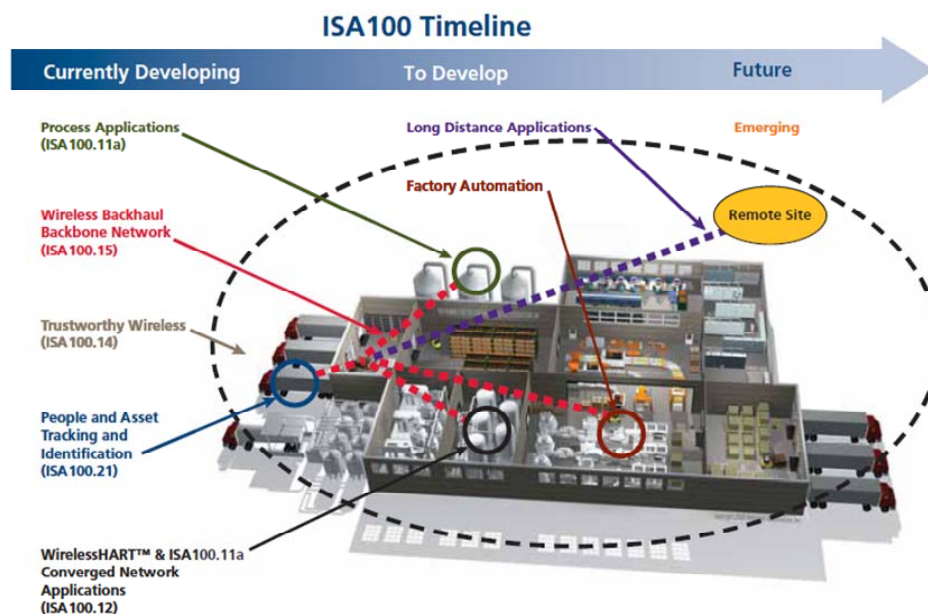 ISA100 Timeline
Currently Developing
To Develop
Future
Process Applications
(ISA100.11a)
Long Distance Applications
Emerging
Factory Automation
Remote Site
Wireless Backhaul
Backbone Network
(ISA100.15)
Trustworthy Wireless
(ISA100.14)
People and Asset
Tracking and
Identification
(ISA100.21)
WirelessHART™ & ISA100.11a
Converged Network
Applications
(ISA100.12)